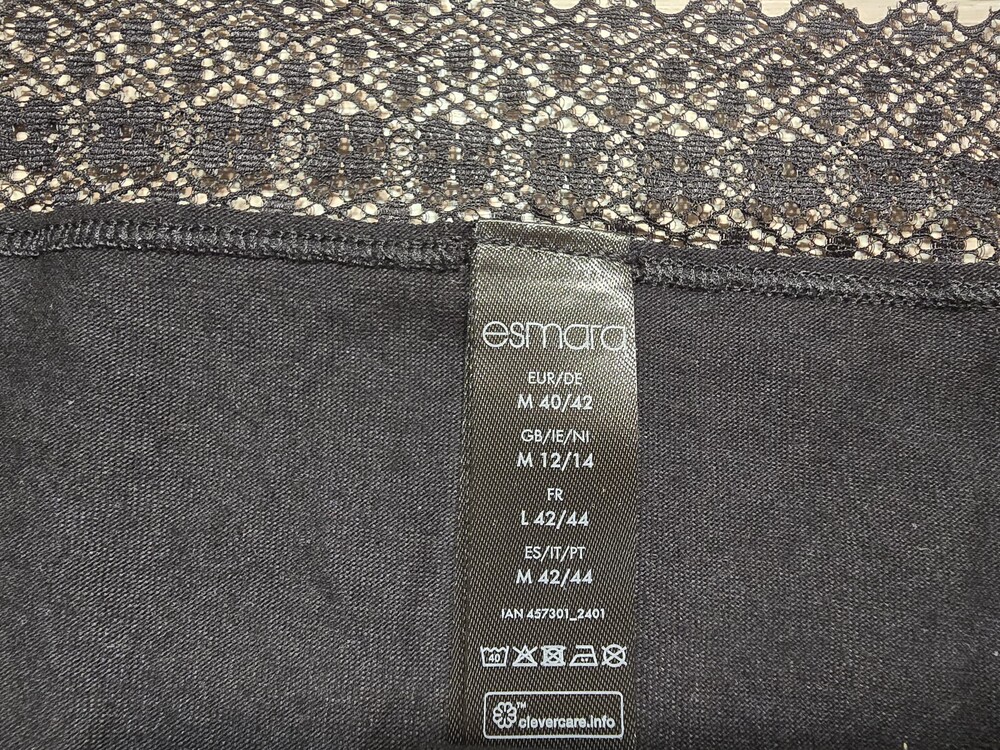 esmara
EUR/DE
M 40/42
GB/IE/NI
M 12/14
FR
L 42/44
ES/IT/PT
M 42/44
IAN 457301_2401
40
TM
clevercare.info